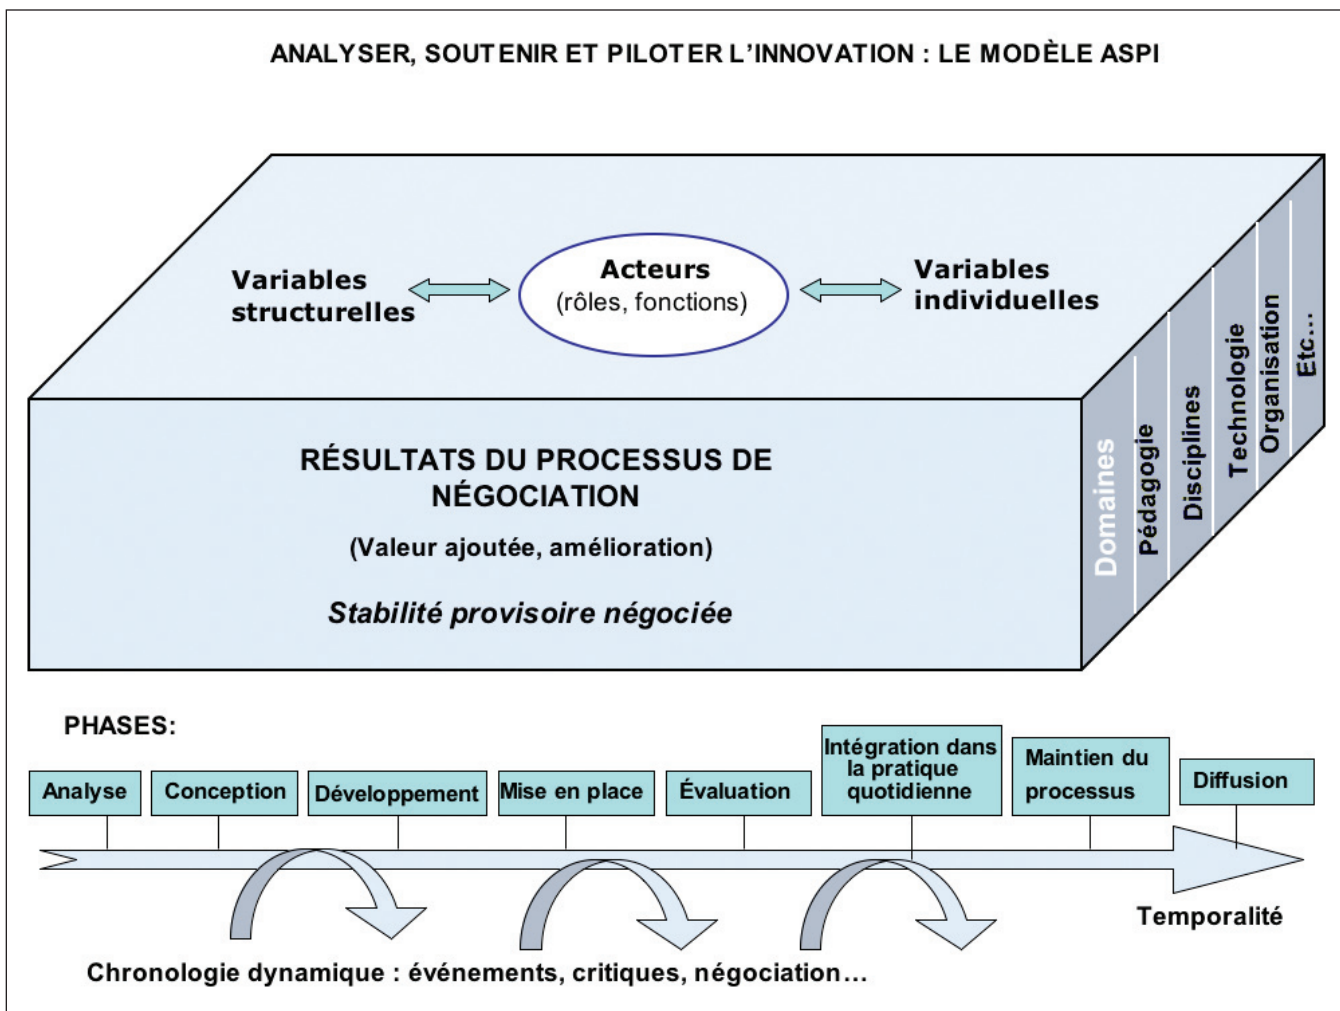 ANALYSER, SOUTENIR ET PILOTER L’INNOVATION : LE MODÈLE ASPI
Variables
structurelles
Acteurs
(rôles, fonctions)
Variables
individuelles
RÉSULTATS DU PROCESSUS DE
NÉGOCIATION
(Valeur ajoutée, amélioration)
Stabilité provisoire négociée
Domaines
Pédagogie
Disciplines
Technologie
Organisation
Etc…
PHASES:
Analyse
Conception
Développement
Mise en place
Évaluation
Intégration dans
la pratique
quotidienne
Maintien du
processus
Diffusion
Temporalité
Chronologie dynamique : événements, critiques, négociation…